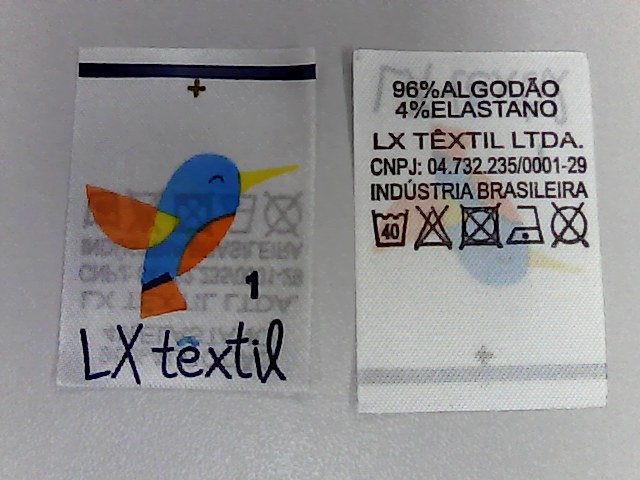 1
LX têxtil
96%ALGODÃO
4%ELASTANO
LX TÊXTIL LTDA.
CNPJ: 04.732.235/0001-29
INDÚSTRIA BRASILEIRA
40